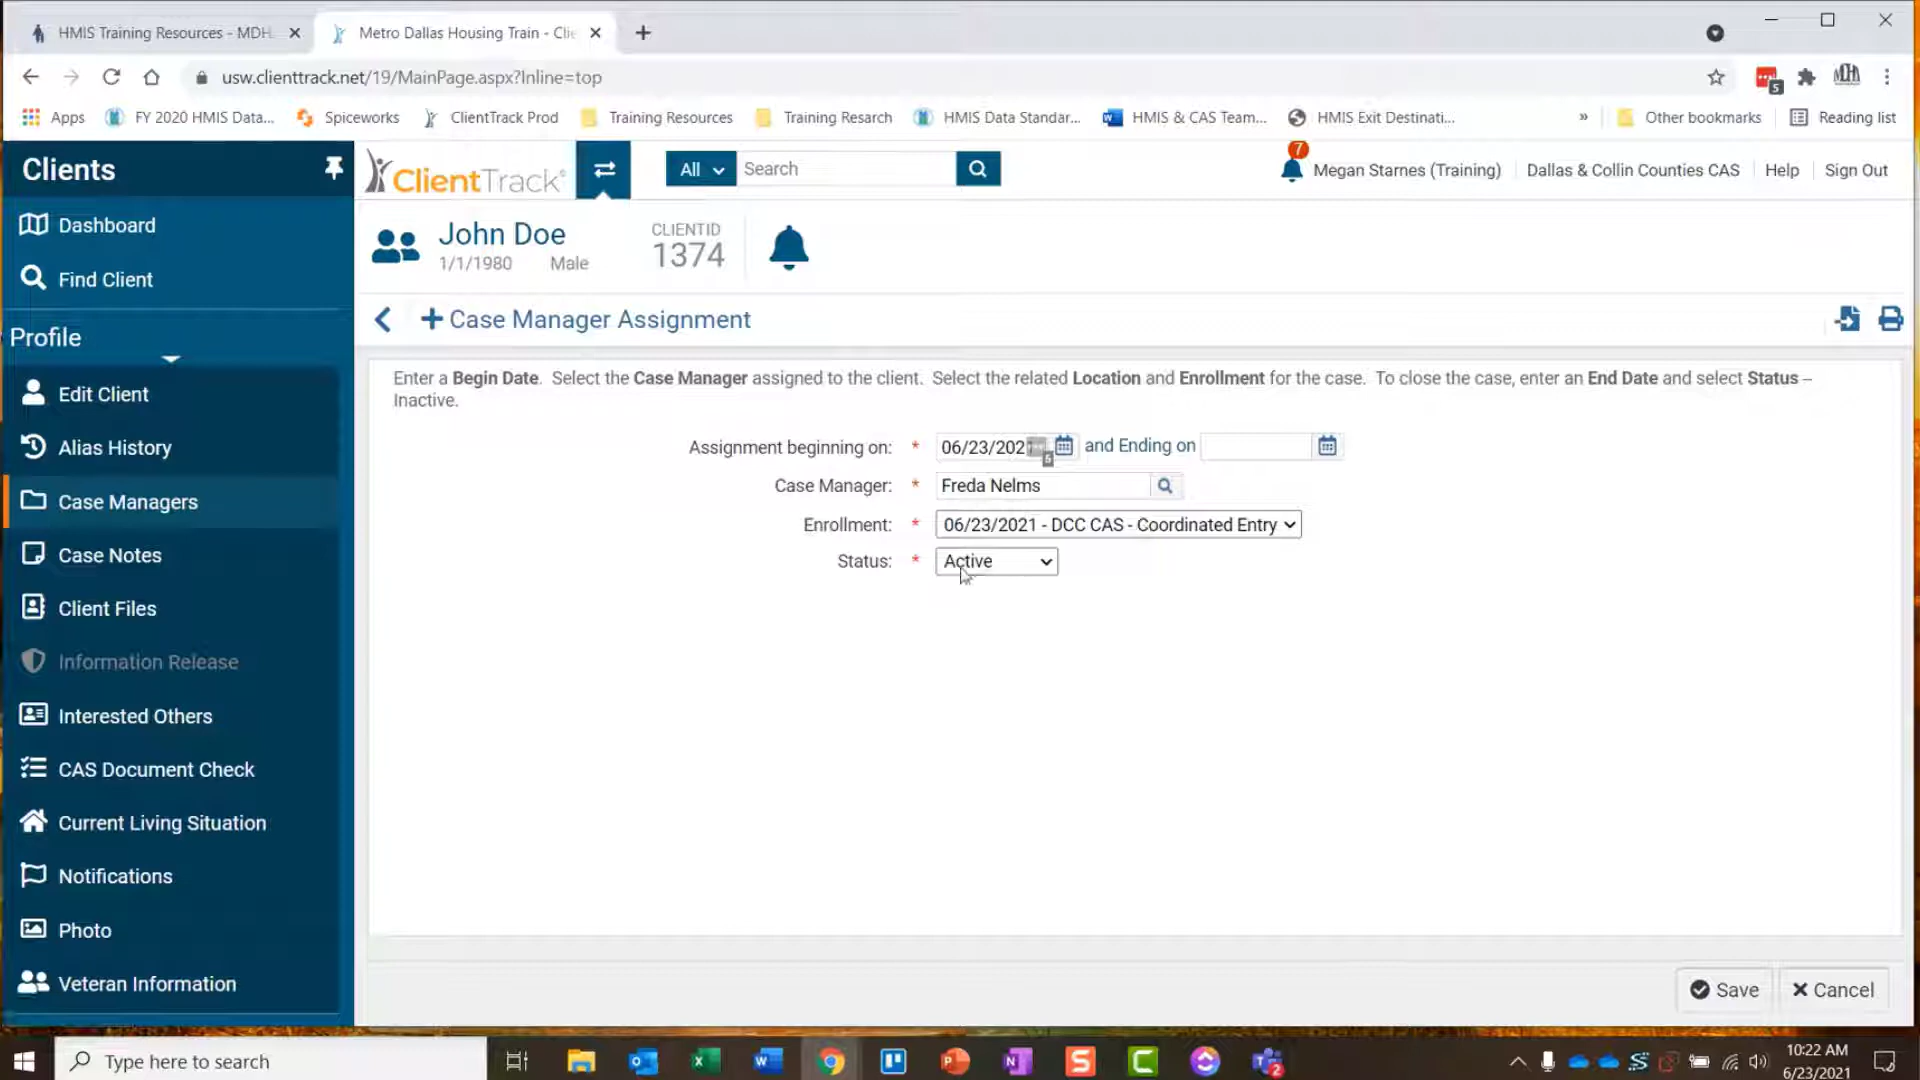 HMIS Training Resources - MDH
Metro Dallas Housing Train - Clie
usw.clienttrack.net/19/MainPage.aspx?Inline=top
5
Apps
FY 2020 HMIS Data...
Spiceworks
ClientTrack Prod
Training Resources
Training Resarch
HMIS Data Standar...
HMIS & CAS Team...
HMIS Exit Destinati...
»
Other bookmarks
Reading list
Clients
ClientTrack
All
Search
7
Megan Starnes (Training)
Dallas & Collin Counties CAS
Help
Sign Out
Dashboard
Find Client
Profile
Edit Client
Alias History
Case Managers
Case Notes
Client Files
Information Release
Interested Others
CAS Document Check
Current Living Situation
Notifications
Photo
Veteran Information
John Doe
1/1/1980 Male
CLIENTID
1374
Case Manager Assignment
Enter a Begin Date. Select the Case Manager assigned to the client. Select the related Location and Enrollment for the case. To close the case, enter an End Date and select Status –
Inactive.
Assignment beginning on: * 06/23/2021 and Ending on
Case Manager: * Freda Nelms
Enrollment: * 06/23/2021 - DCC CAS - Coordinated Entry
Status: * Active
Save
Cancel
Type here to search
10:22 AM
6/23/2021